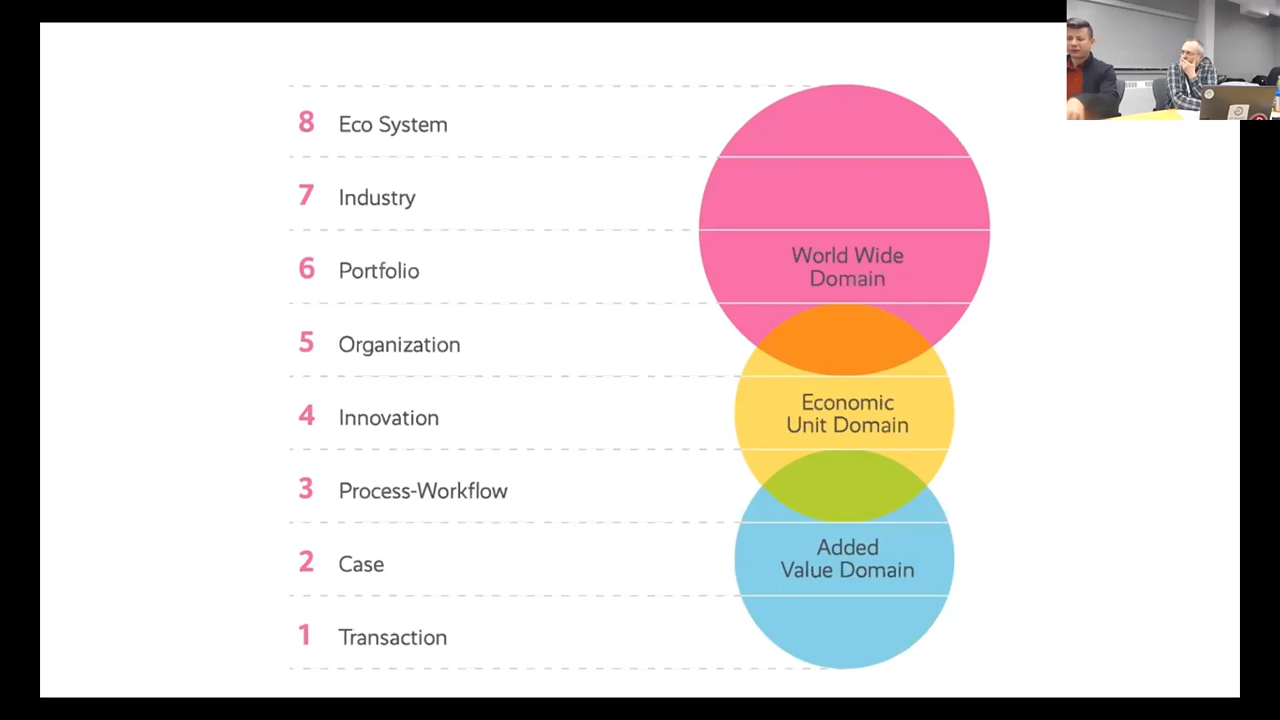 8 Eco System
7 Industry
6 Portfolio
5 Organization
4 Innovation
3 Process-Workflow
2 Case
1 Transaction
World Wide
Domain
Economic
Unit Domain
Added
Value Domain